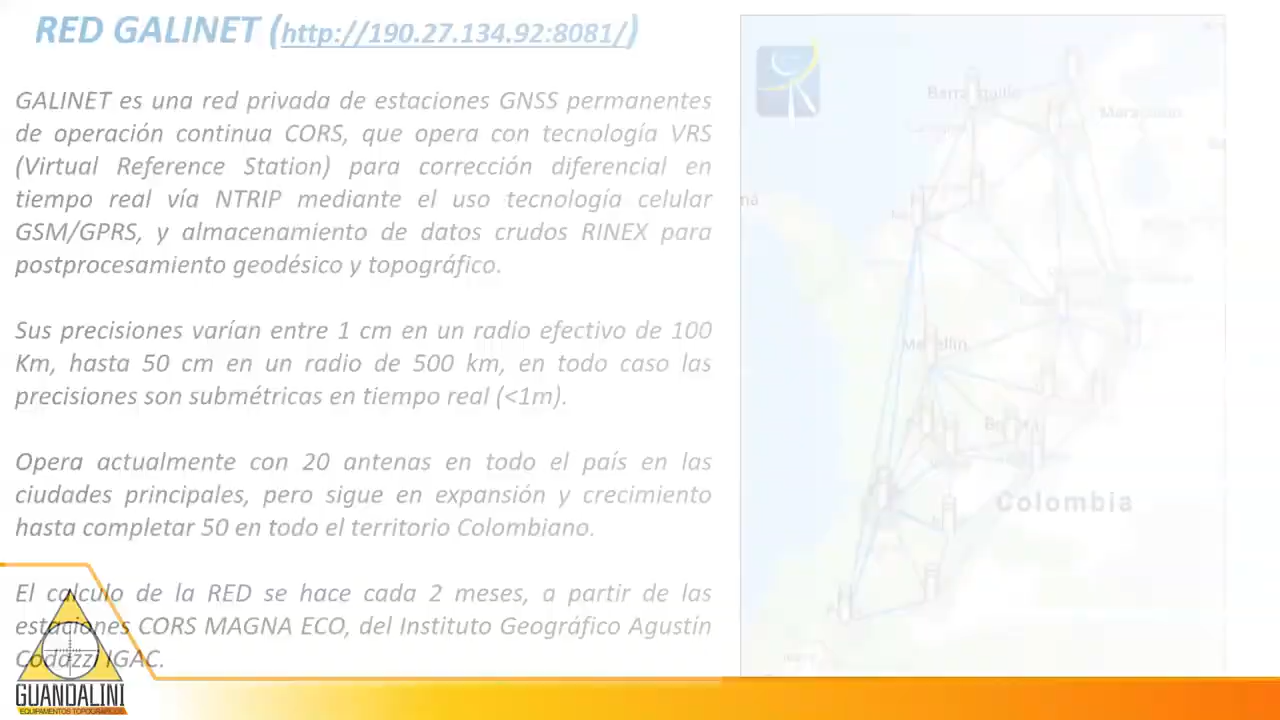 RED GALINET (http://190.27.134.92:8081/)
GALINET es una red privada de estaciones GNSS permanentes
de operación continua CORS, que opera con tecnología VRS
(Virtual Reference Station) para corrección diferencial en
tiempo real vía NTRIP mediante el uso tecnología celular
GSM/GPRS, y almacenamiento de datos crudos RINEX para
postprocesamiento geodésico y topográfico.
Sus precisiones varían entre 1 cm en un radio efectivo de 100
Km, hasta 50 cm en un radio de 500 km, en todo caso las
precisiones son submétricas en tiempo real (<1m).
Opera actualmente con 20 antenas en todo el país en las
ciudades principales, pero sigue en expansión y crecimiento
hasta completar 50 en todo el territorio Colombiano.
El calculo de la RED se hace cada 2 meses, a partir de las
estaciones CORS MAGNA ECO, del Instituto Geográfico Agustín
Codazzi IGAC.
Colombia
GUANDALINI
EQUIPAMENTOS TOPOGRÁFICOS